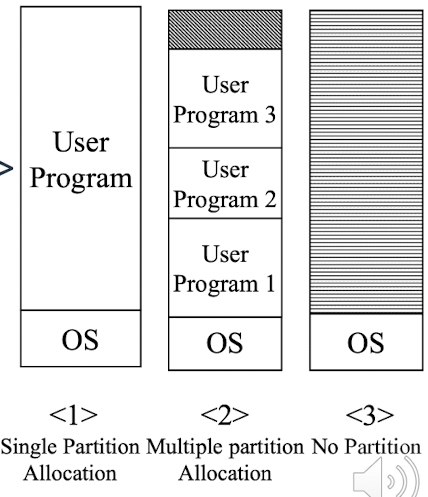 User
Program
OS
User
Program 3
User
Program 2
User
Program 1
OS
OS
<1>
Single Partition
Allocation
<2>
Multiple partition
Allocation
<3>
No Partition